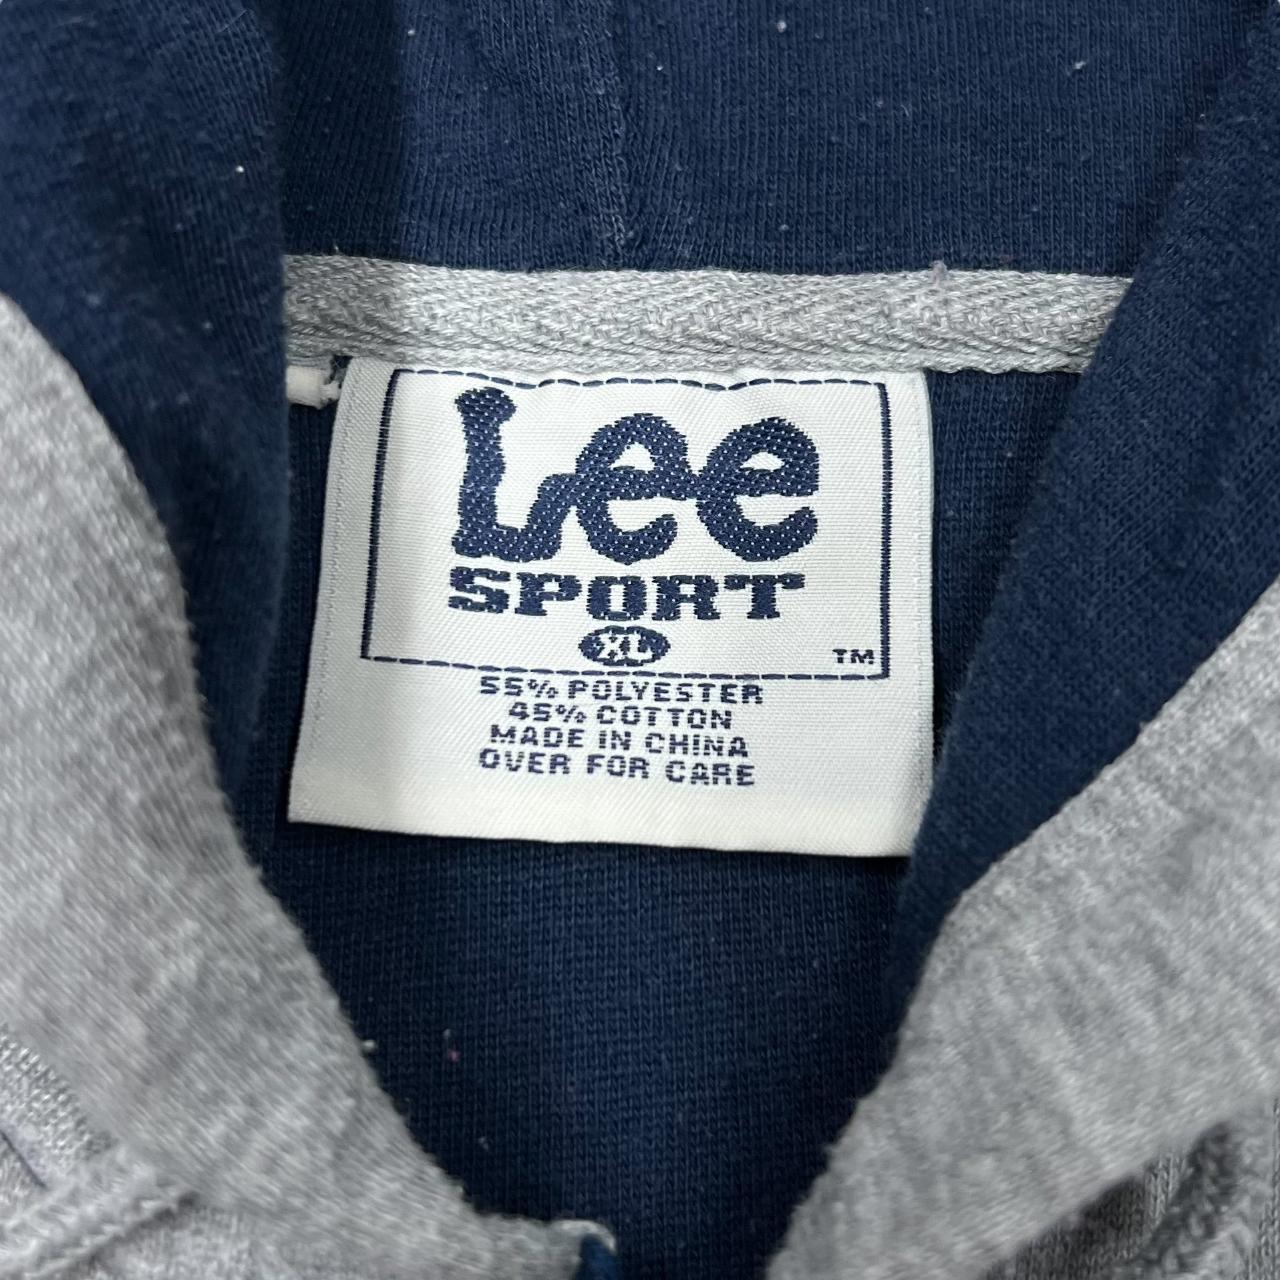 Lee
SPORT
XL
TM
55% POLYESTER
45% COTTON
MADE IN CHINA
OVER FOR CARE